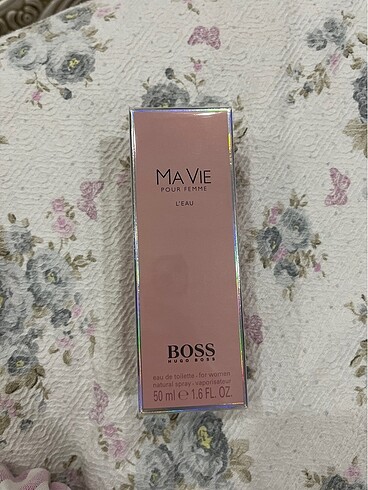 MA VIE
POUR FEMME
L'EAU
BOSS
HUGO BOSS
eau de toilette - for women
natural spray - vaporisateur
50 ml ℮ 1.6 FL. OZ.